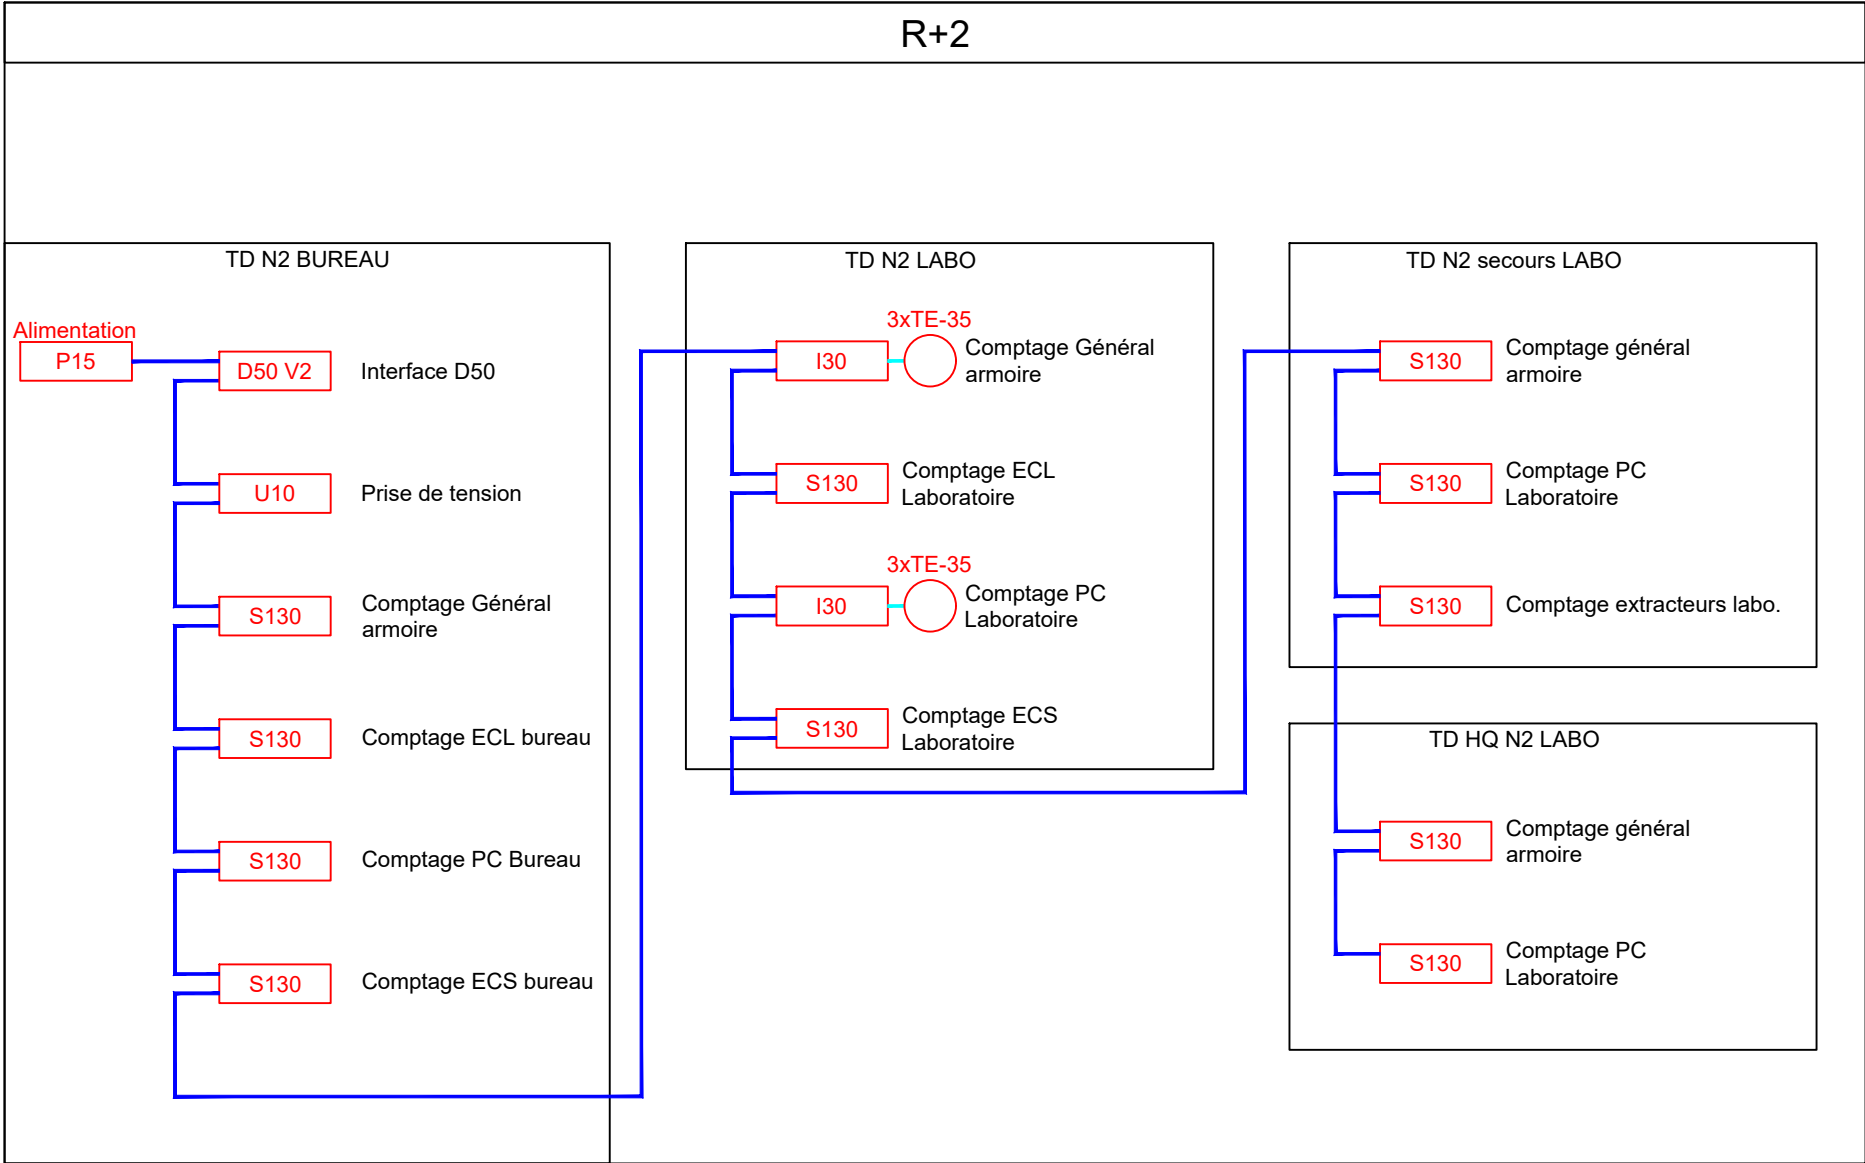 R+2
TD N2 BUREAU
Alimentation
P15
D50 V2
Interface D50
U10
Prise de tension
S130
Comptage Général
armoire
S130
Comptage ECL bureau
S130
Comptage PC Bureau
S130
Comptage ECS bureau
TD N2 LABO
3xTE-35
I30
Comptage Général
armoire
S130
Comptage ECL
Laboratoire
3xTE-35
I30
Comptage PC
Laboratoire
S130
Comptage ECS
Laboratoire
TD N2 secours LABO
S130
Comptage général
armoire
S130
Comptage PC
Laboratoire
S130
Comptage extracteurs labo.
TD HQ N2 LABO
S130
Comptage général
armoire
S130
Comptage PC
Laboratoire